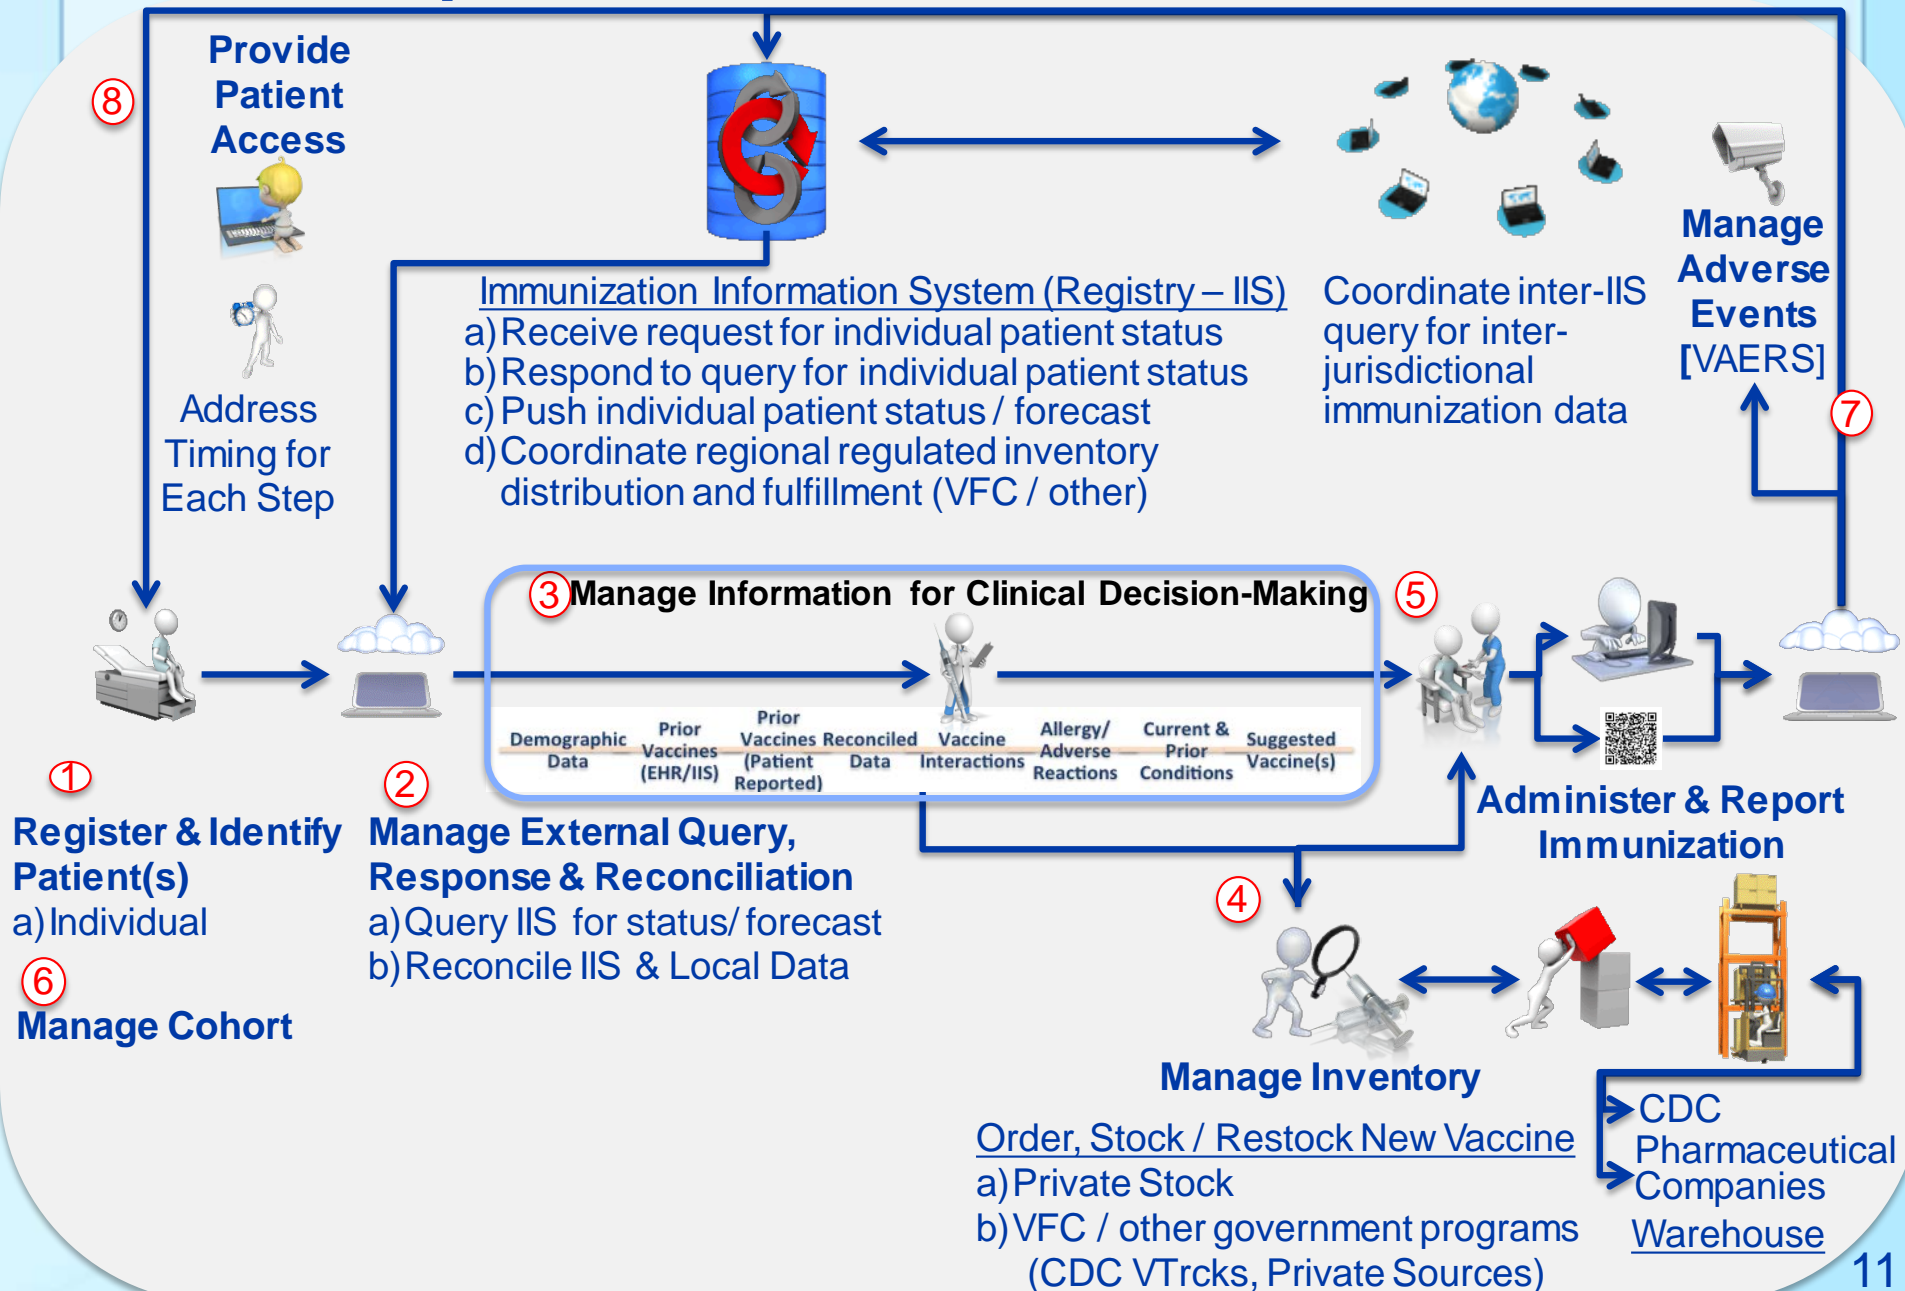 8
Provide
Patient
Access
Address
Timing for
Each Step
Immunization Information System (Registry – IIS)
a) Receive request for individual patient status
b) Respond to query for individual patient status
c) Push individual patient status / forecast
d) Coordinate regional regulated inventory
distribution and fulfillment (VFC / other)
Coordinate inter-IIS
query for inter-
jurisdictional
immunization data
Manage
Adverse
Events
[VAERS]
7
3 Manage Information for Clinical Decision-Making
Demographic
Data
Prior
Vaccines
(EHR/IIS)
Prior
Vaccines
(Patient
Reported)
Reconciled
Data
Vaccine
Interactions
Allergy/
Adverse
Reactions
Current &
Prior
Conditions
Suggested
Vaccine(s)
5
Administer & Report
Immunization
1
Register & Identify
Patient(s)
a) Individual
6
Manage Cohort
2
Manage External Query,
Response & Reconciliation
a) Query IIS for status/ forecast
b) Reconcile IIS & Local Data
4
Manage Inventory
Order, Stock / Restock New Vaccine
a) Private Stock
b) VFC / other government programs
(CDC VTrcks, Private Sources)
CDC
Pharmaceutical
Companies
Warehouse
11